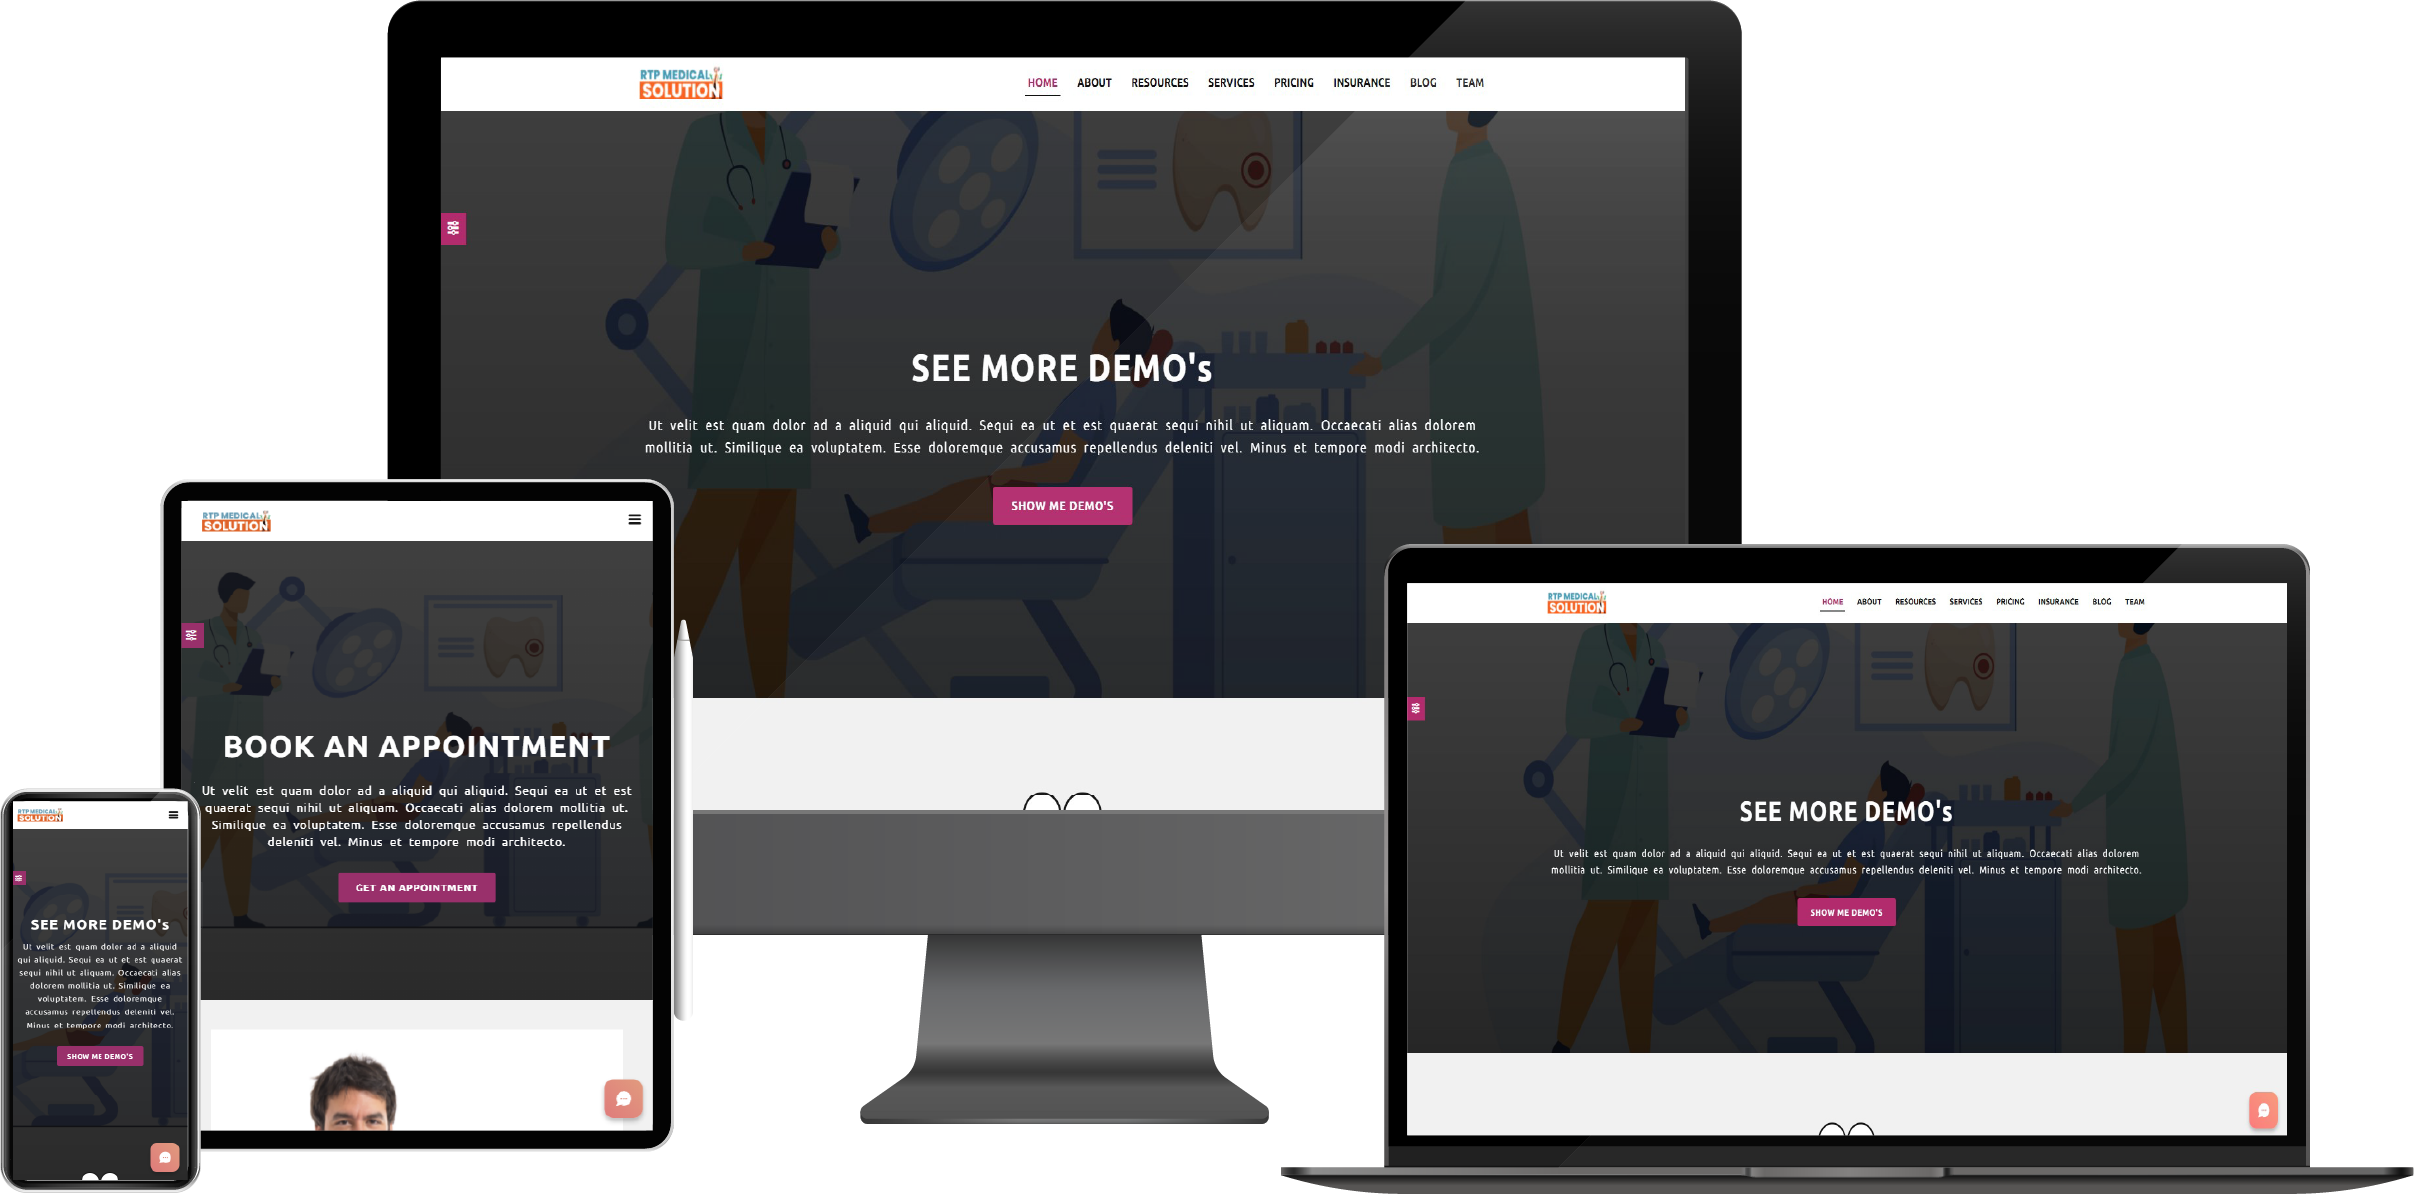 RTP MEDICAL
SOLUTION
HOME ABOUT RESOURCES SERVICES PRICING INSURANCE BLOG TEAM
SEE MORE DEMO's
Ut velit est quam dolor ad a aliquid qui aliquid. Sequi ea ut et est quaerat sequi nihil ut aliquam. Occaecati alias dolorem
mollitia ut. Similique ea voluptatem. Esse doloremque accusamus repellendus deleniti vel. Minus et tempore modi architecto.
SHOW ME DEMO'S
RTP MEDICAL
SOLUTION
BOOK AN APPOINTMENT
Ut velit est quam dolor ad a aliquid qui aliquid. Sequi ea ut et est
quaerat sequi nihil ut aliquam. Occaecati alias dolorem mollitia ut.
Similique ea voluptatem. Esse doloremque accusamus repellendus
deleniti vel. Minus et tempore modi architecto.
GET AN APPOINTMENT
RTP MEDICAL
SOLUTION
SEE MORE DEMO's
Ut velit est quam dolor ad a aliquid
qui aliquid. Sequi ea ut et est quaerat
sequi nihil ut aliquam. Occaecati alias
dolorem mollitia ut. Similique ea
voluptatem. Esse doloremque
accusamus repellendus deleniti vel.
Minus et tempore modi architecto.
SHOW ME DEMO'S
RTP MEDICAL
SOLUTION
HOME ABOUT RESOURCES SERVICES PRICING INSURANCE BLOG TEAM
SEE MORE DEMO's
Ut velit est quam dolor ad a aliquid qui aliquid. Sequi ea ut et est quaerat sequi nihil ut aliquam. Occaecati alias dolorem
mollitia ut. Similique ea voluptatem. Esse doloremque accusamus repellendus deleniti vel. Minus et tempore modi architecto.
SHOW ME DEMO'S